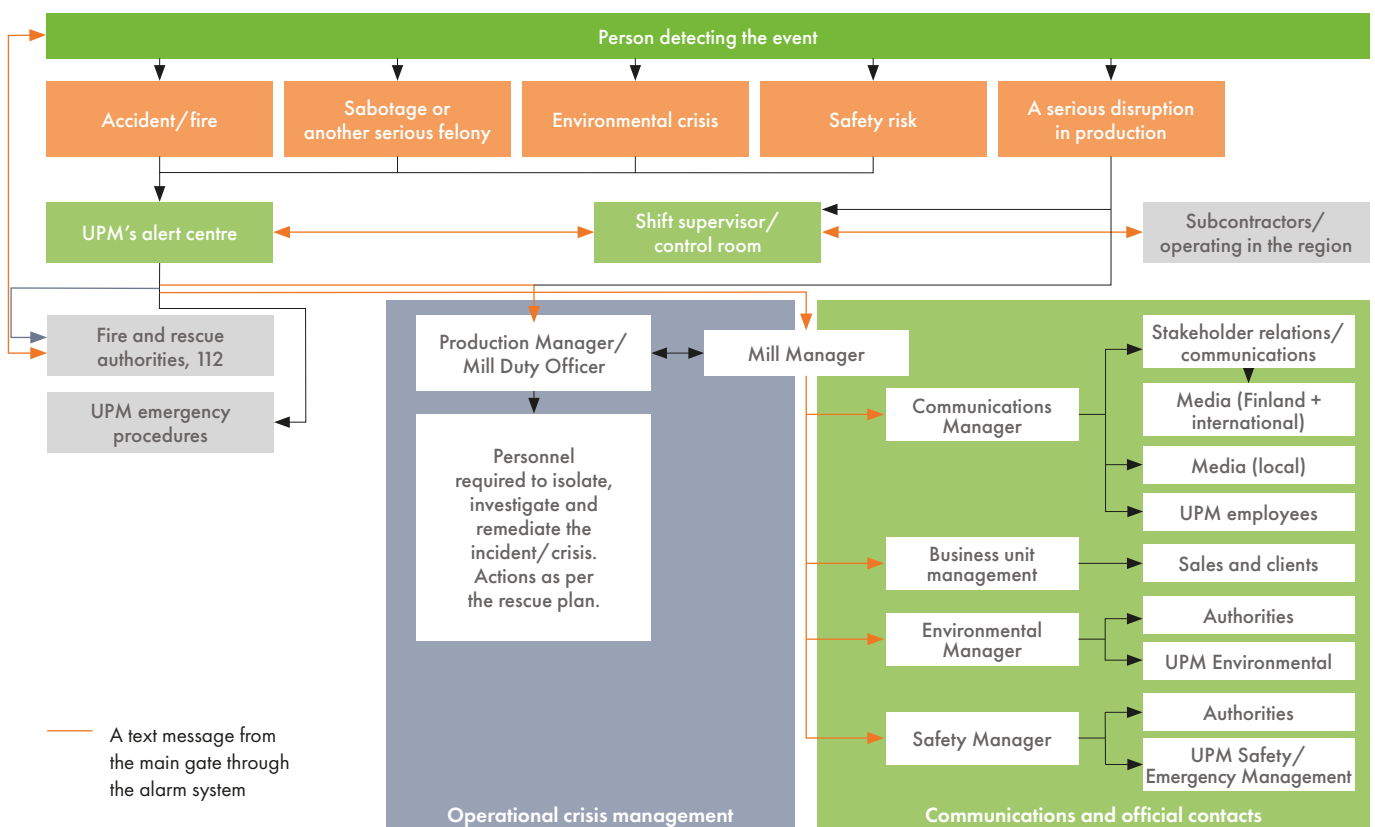 Person detecting the event
Accident/fire
Sabotage or
another serious felony
Environmental crisis
Safety risk
A serious disruption
in production
UPM's alert centre
Shift supervisor/
control room
Subcontractors/
operating in the region
Fire and rescue
authorities, 112
UPM emergency
procedures
Production Manager/
Mill Duty Officer
Mill Manager
Personnel
required to isolate,
investigate and
remediate the
incident/crisis.
Actions as per
the rescue plan.
Communications
Manager
Stakeholder relations/
communications
Media (Finland +
international)
Media (local)
UPM employees
Business unit
management
Sales and clients
Environmental
Manager
Authorities
UPM Environmental
Safety Manager
Authorities
UPM Safety/
Emergency Management
A text message from
the main gate through
the alarm system
Operational crisis management
Communications and official contacts